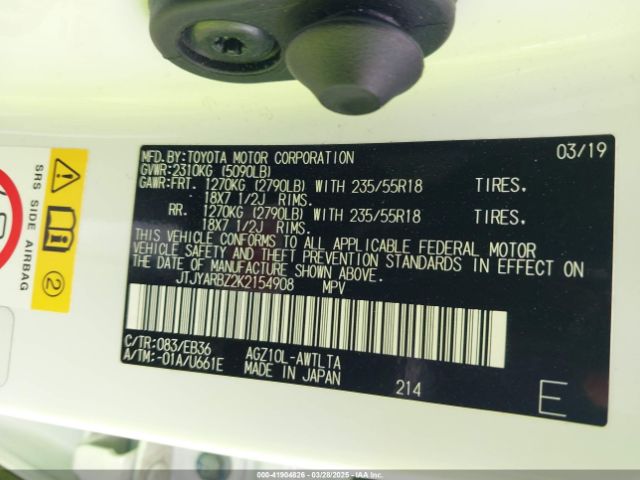 MFD.BY:TOYOTA MOTOR CORPORATION 03/19
GVWR:2310KG (5090LB)
GAWR:FRT. 1270KG (2790LB) WITH 235/55R18 TIRES.
18X7 1/2J RIMS.
RR. 1270KG (2790LB) WITH 235/55R18 TIRES.
18X7 1/2J RIMS.
THIS VEHICLE CONFORMS TO ALL APPLICABLE FEDERAL MOTOR
VEHICLE SAFETY AND THEFT PREVENTION STANDARDS IN EFFECT ON
THE DATE OF MANUFACTURE SHOWN ABOVE.
JTJYARBZ2K2154908 MPV
C/TR:083/EB36 AGZ10L-AWTLTA
A/TM:-01A/U661E MADE IN JAPAN 214 E
SRS SIDE AIRBAG
2
00-41904826 - 03/28/2025 - IAAHOLDINGS.COM